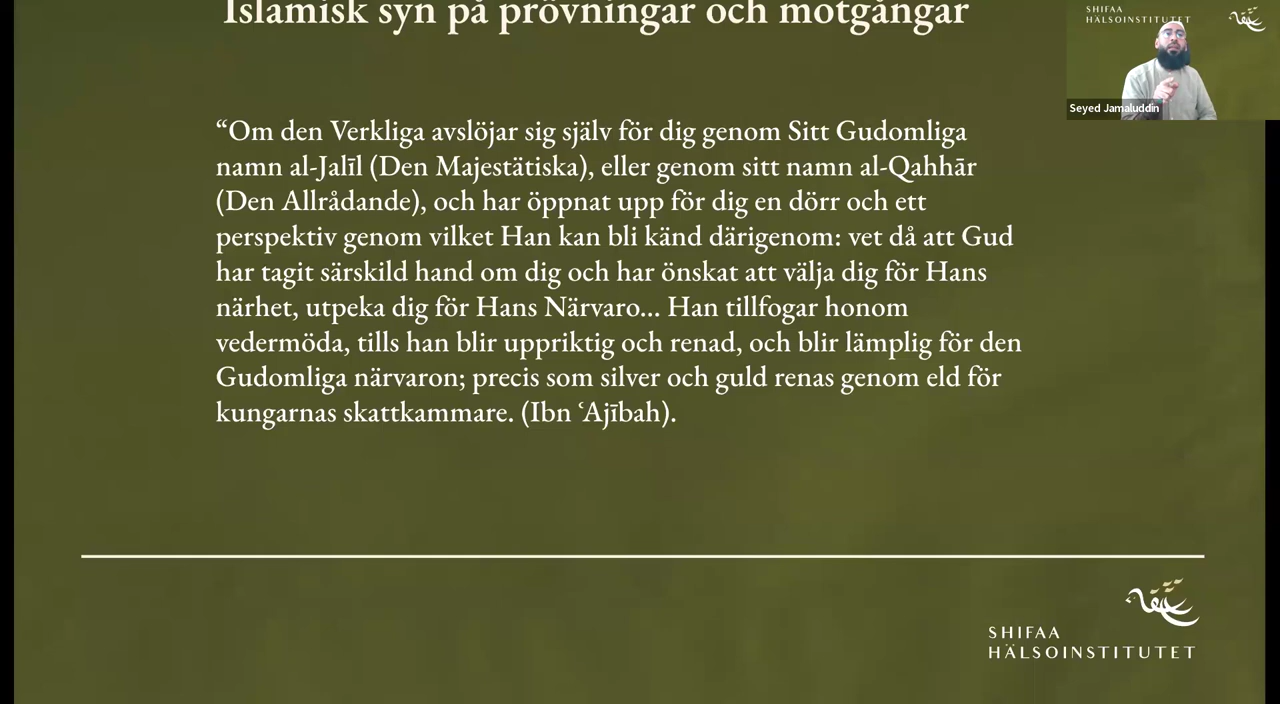 Islamisk syn på prövningar och motgångar
SHIFAA
HÄLSOINSTITUTET
Seyed Jamaluddin
“Om den Verkliga avslöjar sig själv för dig genom Sitt Gudomliga
namn al-Jalīl (Den Majestätiska), eller genom sitt namn al-Qahhār
(Den Allrådande), och har öppnat upp för dig en dörr och ett
perspektiv genom vilket Han kan bli känd därigenom: vet då att Gud
har tagit särskild hand om dig och har önskat att välja dig för Hans
närhet, utpeka dig för Hans Närvaro... Han tillfogar honom
vedermöda, tills han blir uppriktig och renad, och blir lämplig för den
Gudomliga närvaron; precis som silver och guld renas genom eld för
kungarnas skattkammare. (Ibn ʿAjībah).
SHIFAA
HÄLSOINSTITUTET